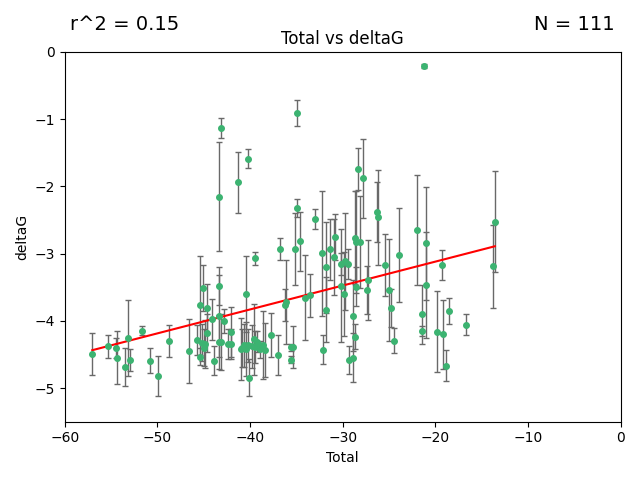 r^2 = 0.15
N = 111
Total vs deltaG
0
−1
−2
−3
−4
−5
deltaG
−60
−50
−40
−30
−20
−10
0
Total